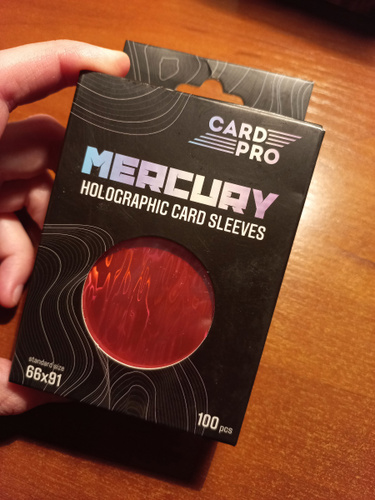 CARD
PRO
MERCURY
HOLOGRAPHIC CARD SLEEVES
standard size
66x91
100 pcs